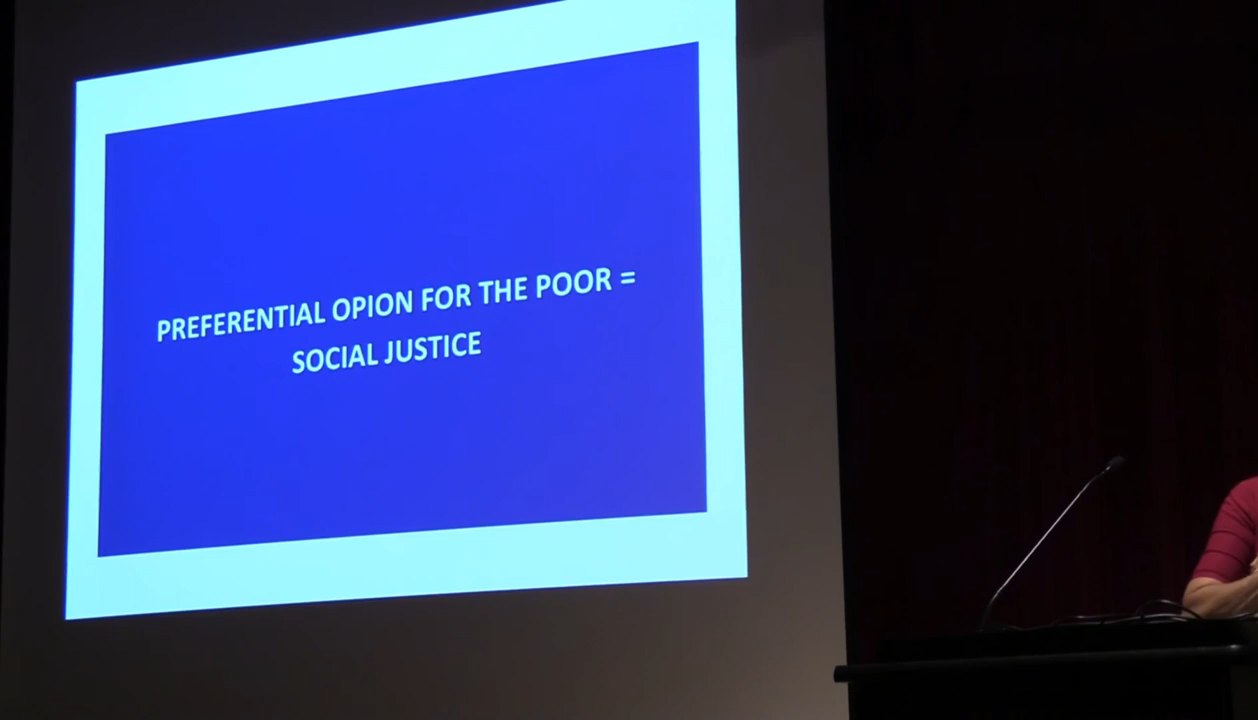 PREFERENTIAL OPION FOR THE POOR =
SOCIAL JUSTICE